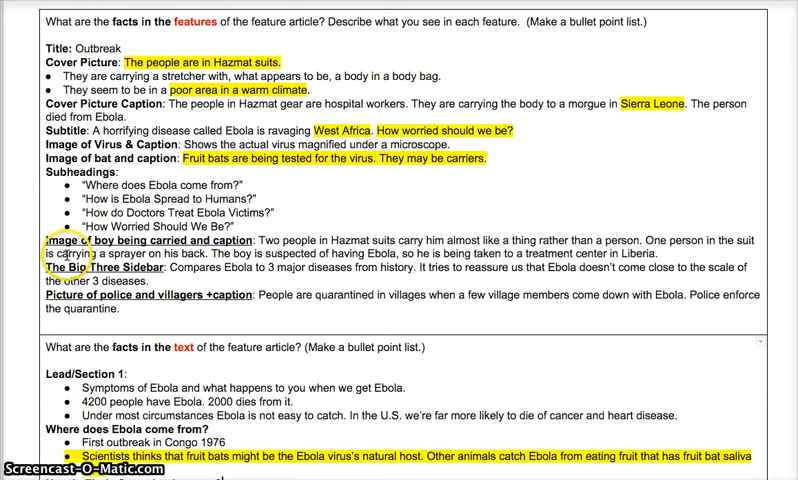 What are the facts in the features of the feature article? Describe what you see in each feature. (Make a bullet point list.)
Title: Outbreak
Cover Picture: The people are in Hazmat suits.
● They are carrying a stretcher with, what appears to be, a body in a body bag.
● They seem to be in a poor area in a warm climate.
Cover Picture Caption: The people in Hazmat gear are hospital workers. They are carrying the body to a morgue in Sierra Leone. The person
died from Ebola.
Subtitle: A horrifying disease called Ebola is ravaging West Africa. How worried should we be?
Image of Virus & Caption: Shows the actual virus magnified under a microscope.
Image of bat and caption: Fruit bats are being tested for the virus. They may be carriers.
Subheadings:
● “Where does Ebola come from?”
● “How is Ebola Spread to Humans?”
● “How do Doctors Treat Ebola Victims?”
● “How Worried Should We Be?”
Image of boy being carried and caption: Two people in Hazmat suits carry him almost like a thing rather than a person. One person in the suit
is carrying a sprayer on his back. The boy is suspected of having Ebola, so he is being taken to a treatment center in Liberia.
The Big Three Sidebar: Compares Ebola to 3 major diseases from history. It tries to reassure us that Ebola doesn’t come close to the scale of
the other 3 diseases.
Picture of police and villagers +caption: People are quarantined in villages when a few village members come down with Ebola. Police enforce
the quarantine.
What are the facts in the text of the feature article? (Make a bullet point list.)
Lead/Section 1:
● Symptoms of Ebola and what happens to you when we get Ebola.
● 4200 people have Ebola. 2000 dies from it.
● Under most circumstances Ebola is not easy to catch. In the U.S. we’re far more likely to die of cancer and heart disease.
Where does Ebola come from?
● First outbreak in Congo 1976
● Scientists thinks that fruit bats might be the Ebola virus’s natural host. Other animals catch Ebola from eating fruit that has fruit bat saliva
Screencast-O-Matic.com